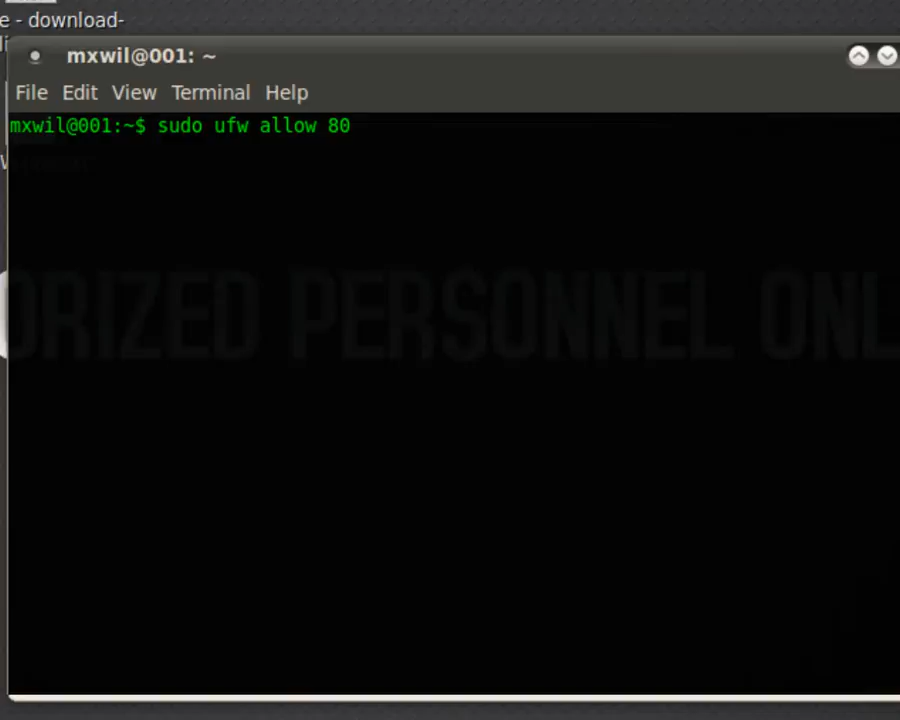 e - download-
mxwil@001: ~
File Edit View Terminal Help
mxwil@001:~$ sudo ufw allow 80
ORIZED PERSONNEL ONL